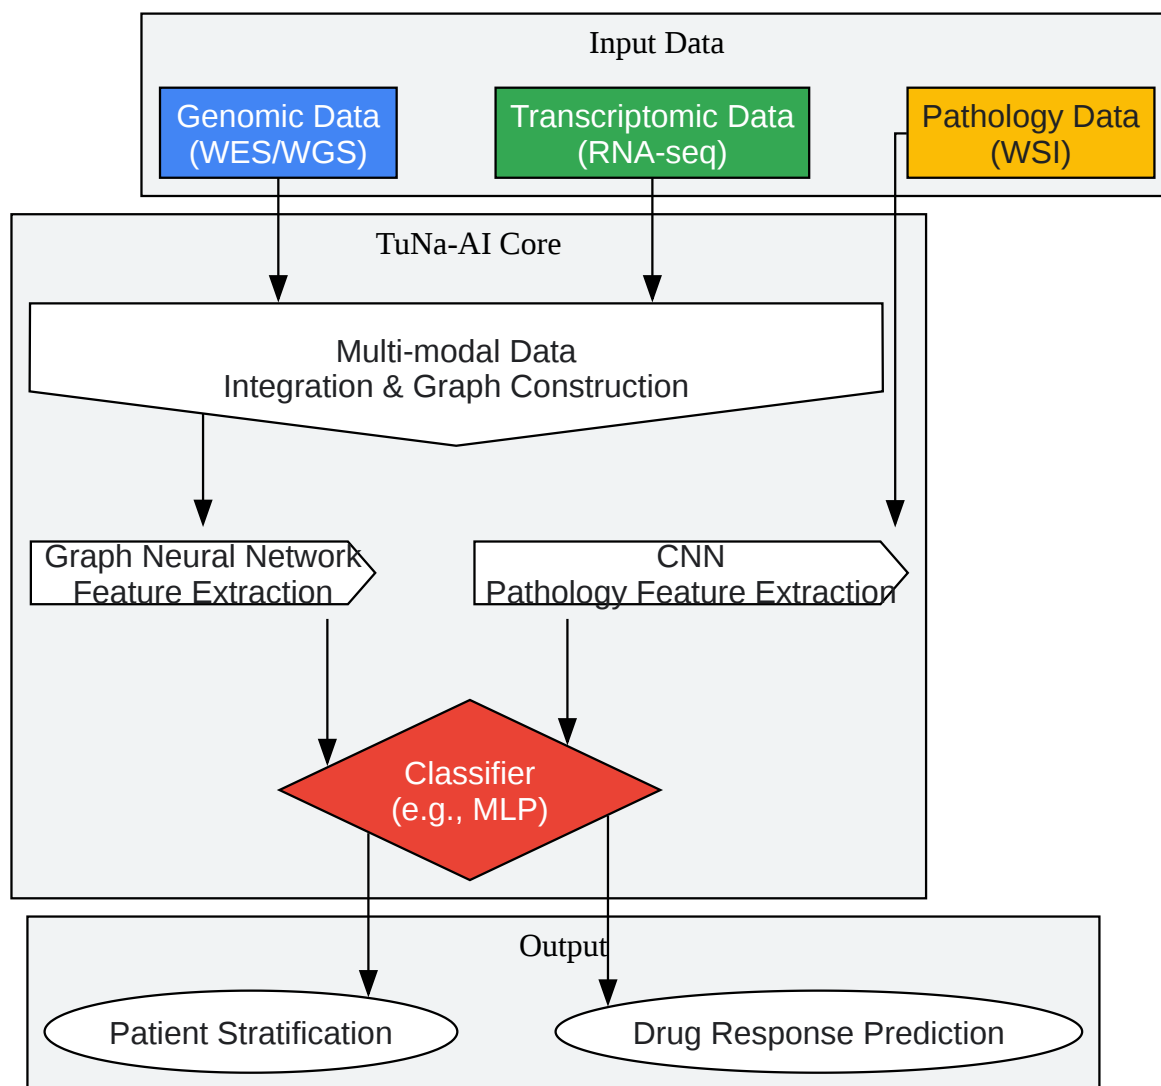 Input Data
Genomic Data
(WES/WGS)
Transcriptomic Data
(RNA-seq)
Pathology Data
(WSI)
TuNa-AI Core
Multi-modal Data
Integration & Graph Construction
Graph Neural Network
Feature Extraction
CNN
Pathology Feature Extraction
Classifier
(e.g., MLP)
Output
Patient Stratification
Drug Response Prediction